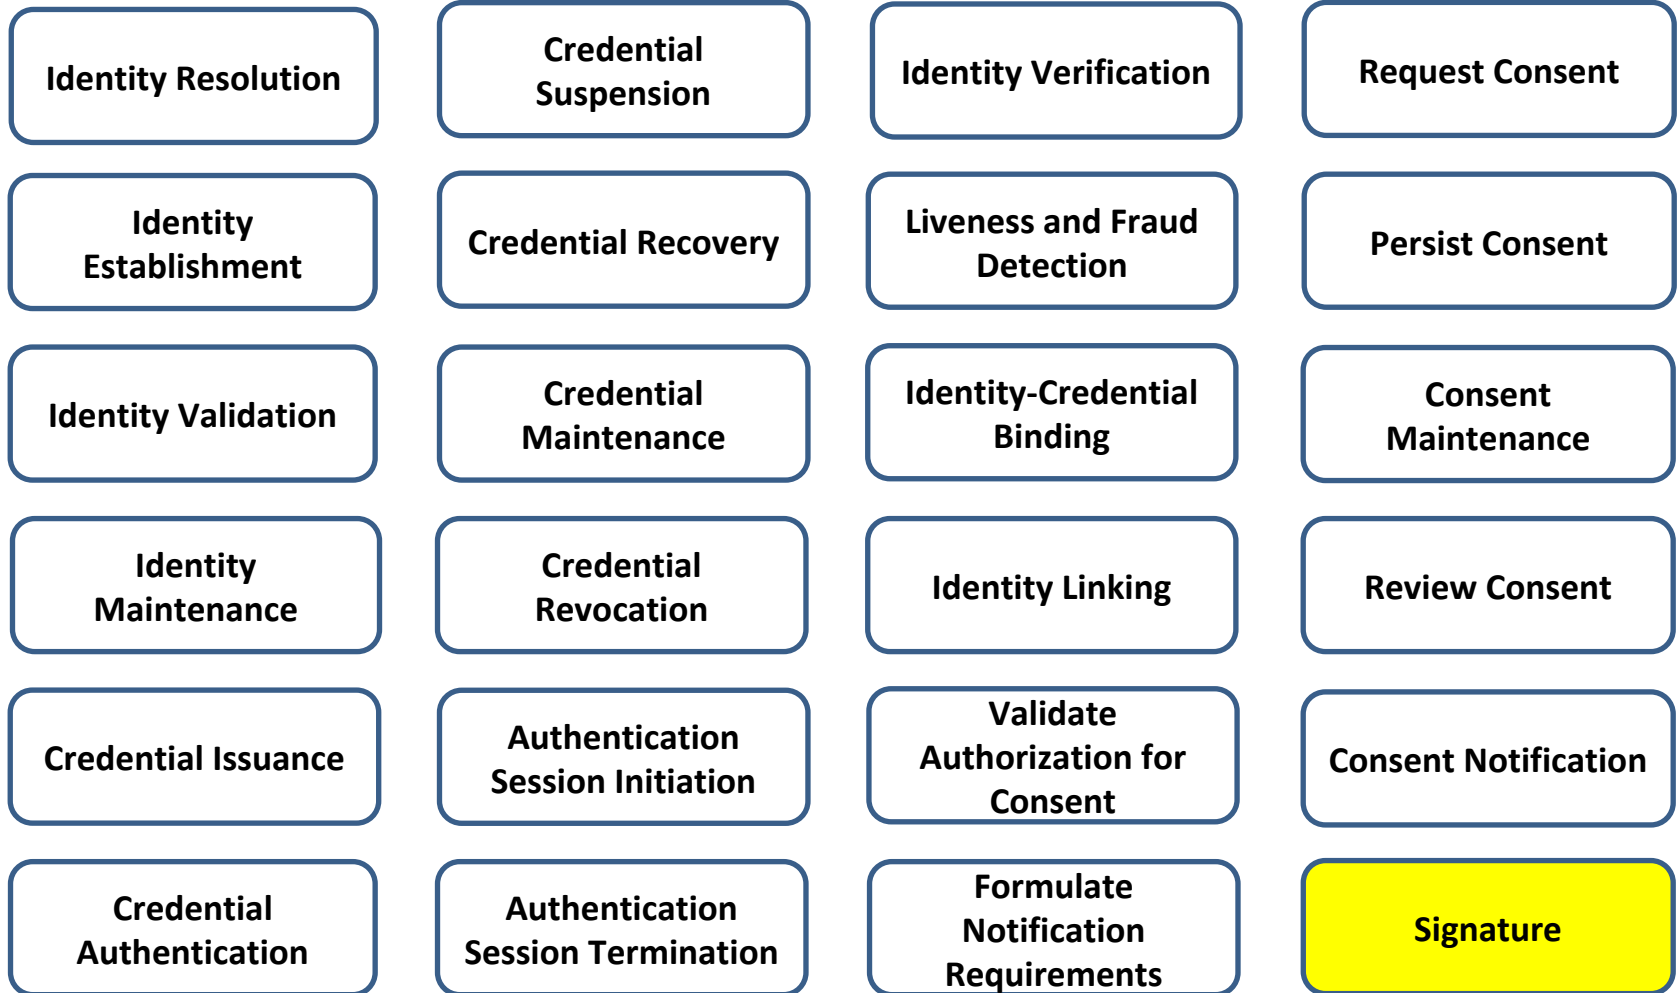 Identity Resolution
Credential
Suspension
Identity Verification
Request Consent
Identity
Establishment
Credential Recovery
Liveness and Fraud
Detection
Persist Consent
Identity Validation
Credential
Maintenance
Identity-Credential
Binding
Consent
Maintenance
Identity
Maintenance
Credential
Revocation
Identity Linking
Review Consent
Credential Issuance
Authentication
Session Initiation
Validate
Authorization for
Consent
Consent Notification
Credential
Authentication
Authentication
Session Termination
Formulate
Notification
Requirements
Signature